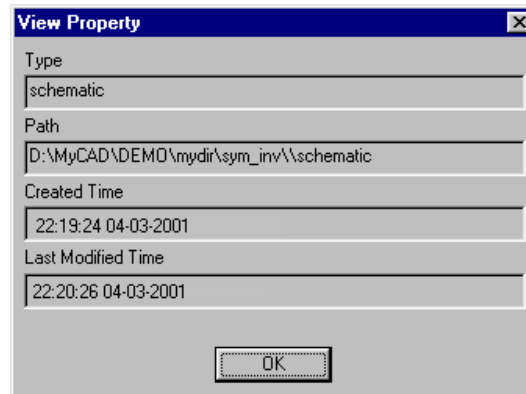 View Property
Type
schematic
Path
D:\MyCAD\DEMO\mydir\sym_inv\\schematic
Created Time
22:19:24 04-03-2001
Last Modified Time
22:20:26 04-03-2001
OK